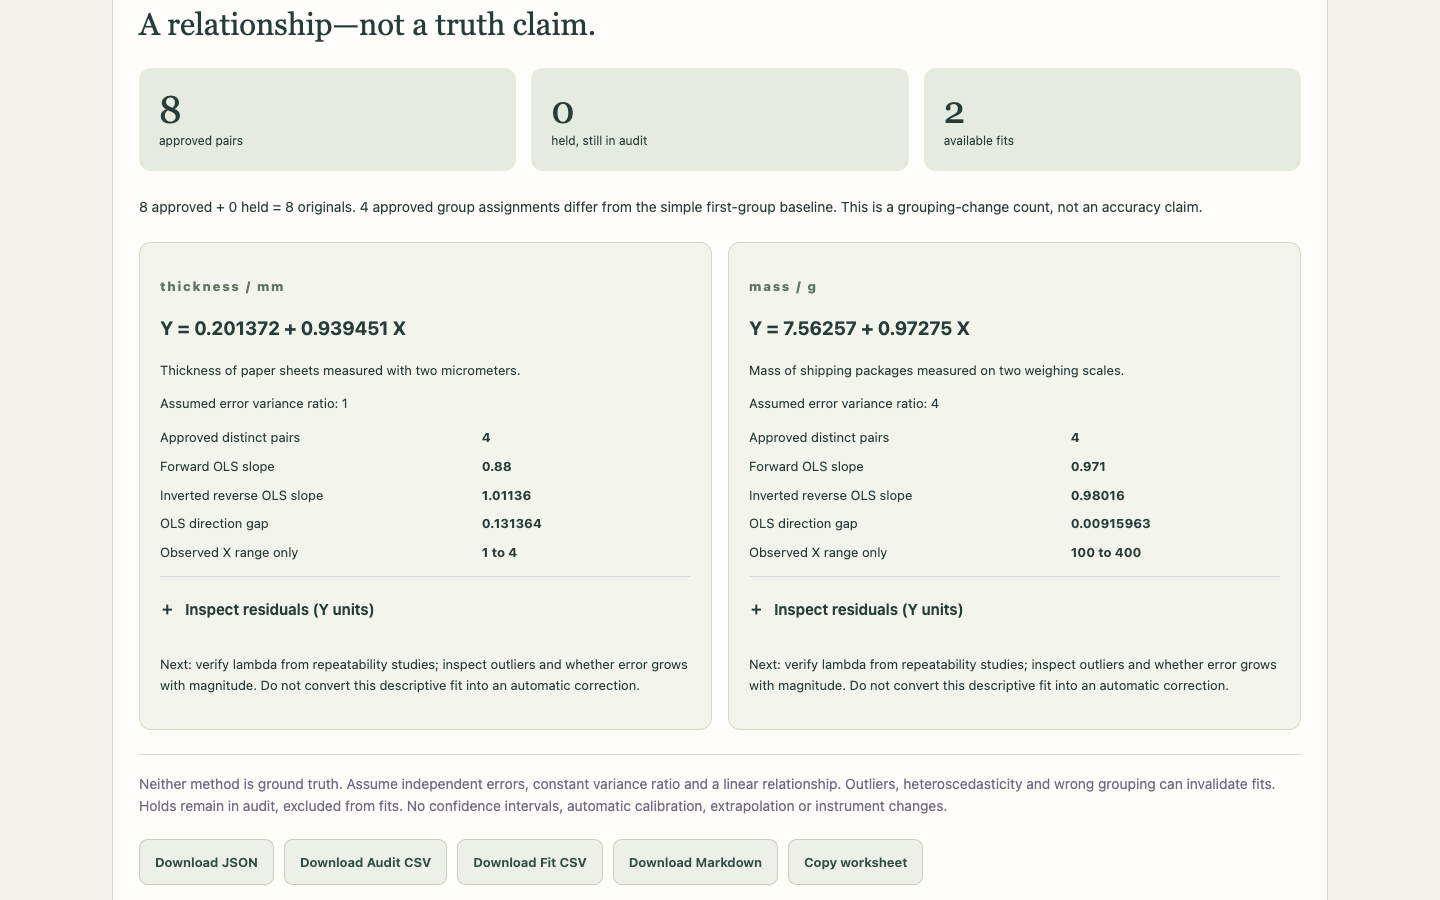 A relationship—not a truth claim.
8
approved pairs
0
held, still in audit
2
available fits
8 approved + 0 held = 8 originals. 4 approved group assignments differ from the simple first-group baseline. This is a grouping-change count, not an accuracy claim.
thickness / mm
Y = 0.201372 + 0.939451 X
Thickness of paper sheets measured with two micrometers.
Assumed error variance ratio: 1
Approved distinct pairs 4
Forward OLS slope 0.88
Inverted reverse OLS slope 1.01136
OLS direction gap 0.131364
Observed X range only 1 to 4
+ Inspect residuals (Y units)
Next: verify lambda from repeatability studies; inspect outliers and whether error grows
with magnitude. Do not convert this descriptive fit into an automatic correction.
mass / g
Y = 7.56257 + 0.97275 X
Mass of shipping packages measured on two weighing scales.
Assumed error variance ratio: 4
Approved distinct pairs 4
Forward OLS slope 0.971
Inverted reverse OLS slope 0.98016
OLS direction gap 0.00915963
Observed X range only 100 to 400
+ Inspect residuals (Y units)
Next: verify lambda from repeatability studies; inspect outliers and whether error grows
with magnitude. Do not convert this descriptive fit into an automatic correction.
Neither method is ground truth. Assume independent errors, constant variance ratio and a linear relationship. Outliers, heteroscedasticity and wrong grouping can invalidate fits.
Holds remain in audit, excluded from fits. No confidence intervals, automatic calibration, extrapolation or instrument changes.
Download JSON
Download Audit CSV
Download Fit CSV
Download Markdown
Copy worksheet